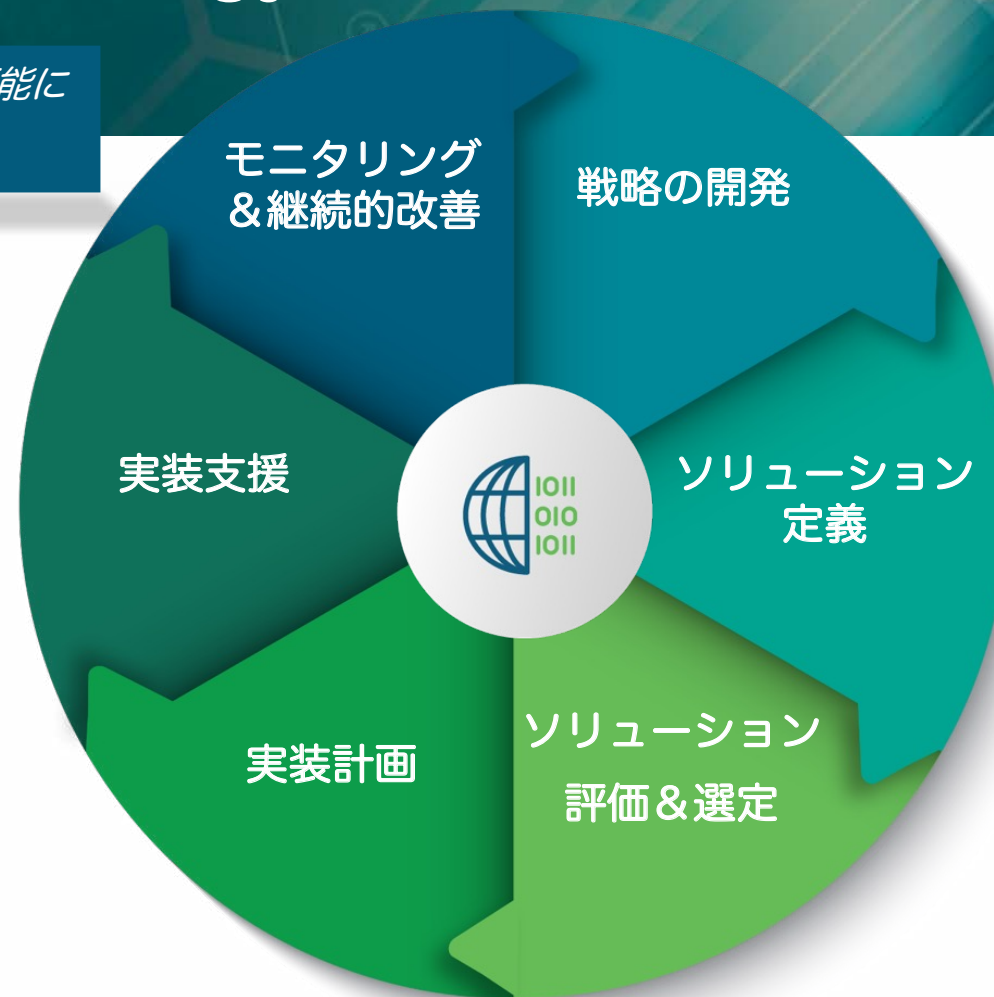 能に
モニタリング
＆継続的改善
戦略の開発
ソリューション
定義
ソリューション
評価＆選定
実装計画
実装支援
1011
010
1011